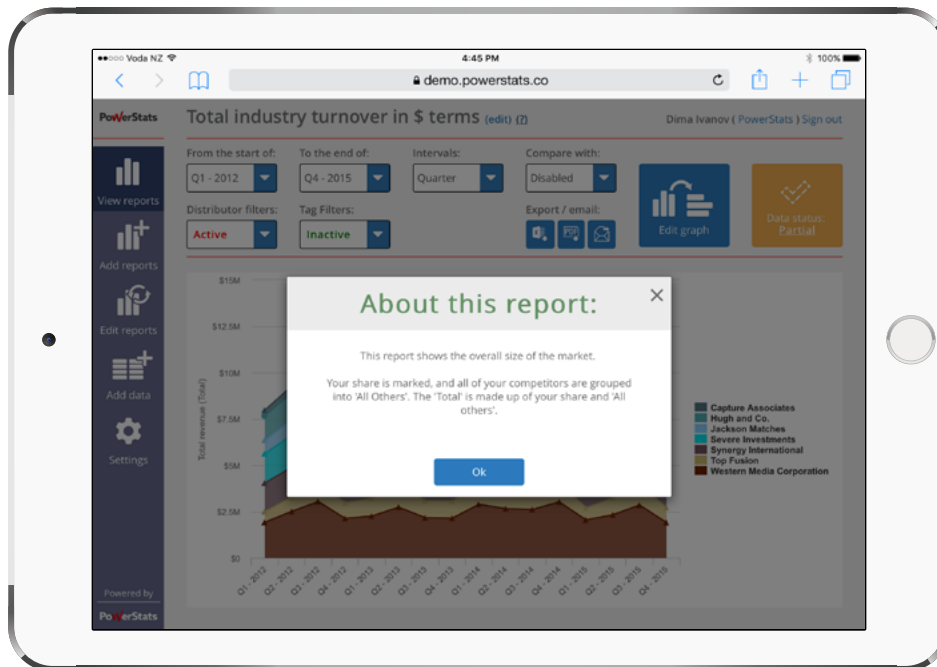 Voda NZ
4:45 PM
100%
demo.powerstats.co
PowerStats
Total industry turnover in $ terms (edit) (?)
Dima Ivanov ( PowerStats ) Sign out
From the start of:
To the end of:
Intervals:
Compare with:
Q1 - 2012
Q4 - 2015
Quarter
Disabled
View reports
Distributor filters:
Tag Filters:
Export / email:
Active
Inactive
PDF
Edit graph
Data status:
Partial
Add reports
Edit reports
Add data
Settings
Powered by
PowerStats
About this report:
This report shows the overall size of the market.
Your share is marked, and all of your competitors are grouped
into 'All Others'. The 'Total' is made up of your share and 'All
others'.
Ok
Total revenue (Total)
$15M
$12.5M
$10M
$7.5M
$5M
$2.5M
$0
Q1 - 2012
Q2 - 2012
Q3 - 2012
Q4 - 2012
Q1 - 2013
Q2 - 2013
Q3 - 2013
Q4 - 2013
Q1 - 2014
Q2 - 2014
Q3 - 2014
Q4 - 2014
Q1 - 2015
Q2 - 2015
Q3 - 2015
Q4 - 2015
Capture Associates
Hugh and Co.
Jackson Matches
Severe Investments
Synergy International
Top Fusion
Western Media Corporation